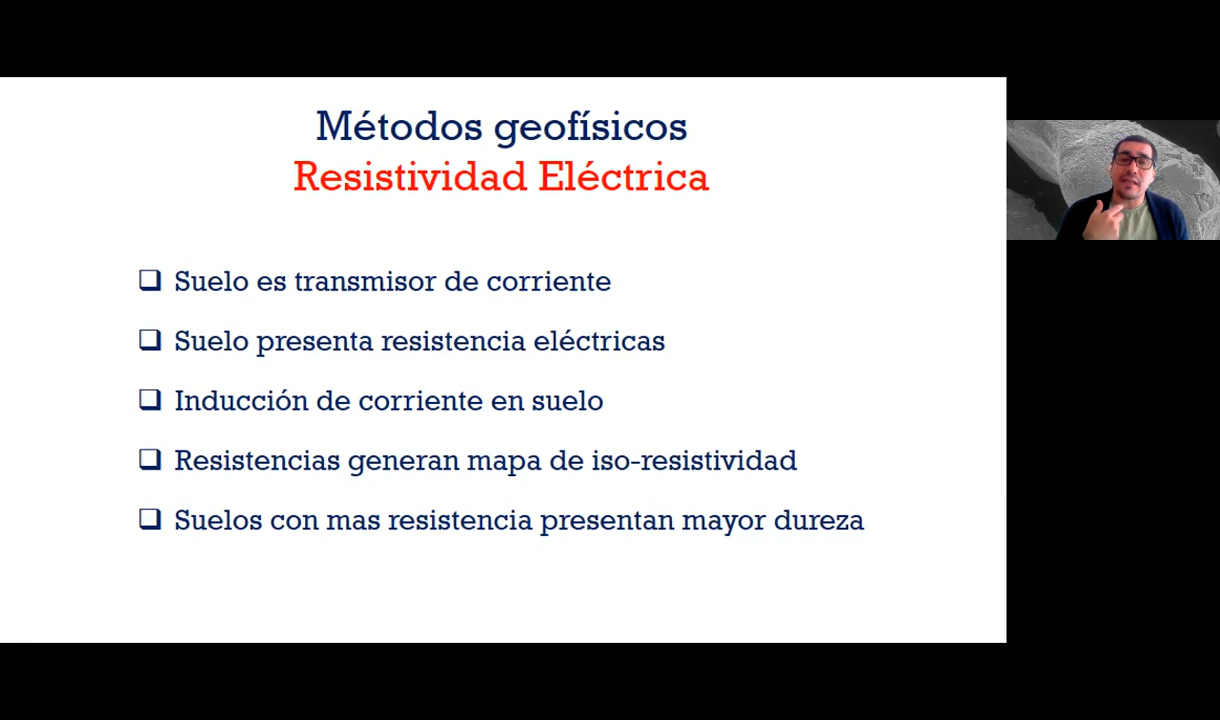 Métodos geofísicos
Resistividad Eléctrica
Suelo es transmisor de corriente
Suelo presenta resistencia eléctricas
Inducción de corriente en suelo
Resistencias generan mapa de iso-resistividad
Suelos con mas resistencia presentan mayor dureza